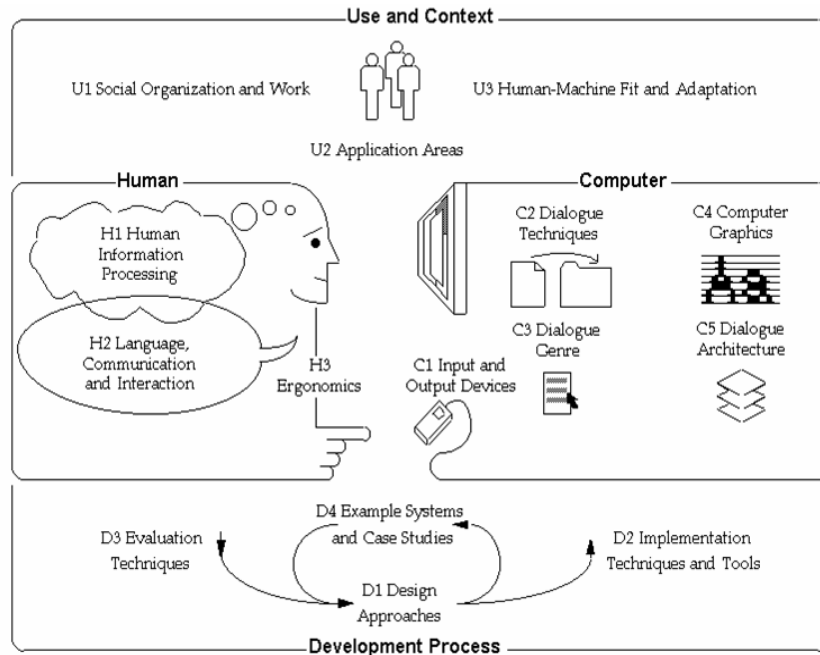 Use and Context
U1 Social Organization and Work
U3 Human-Machine Fit and Adaptation
U2 Application Areas
Human
H1 Human
Information
Processing
H2 Language,
Communication
and Interaction
H3
Ergonomics
Computer
C2 Dialogue
Techniques
C4 Computer
Graphics
C3 Dialogue
Genre
C5 Dialogue
Architecture
C1 Input and
Output Devices
D3 Evaluation
Techniques
D4 Example Systems
and Case Studies
D2 Implementation
Techniques and Tools
D1 Design
Approaches
Development Process